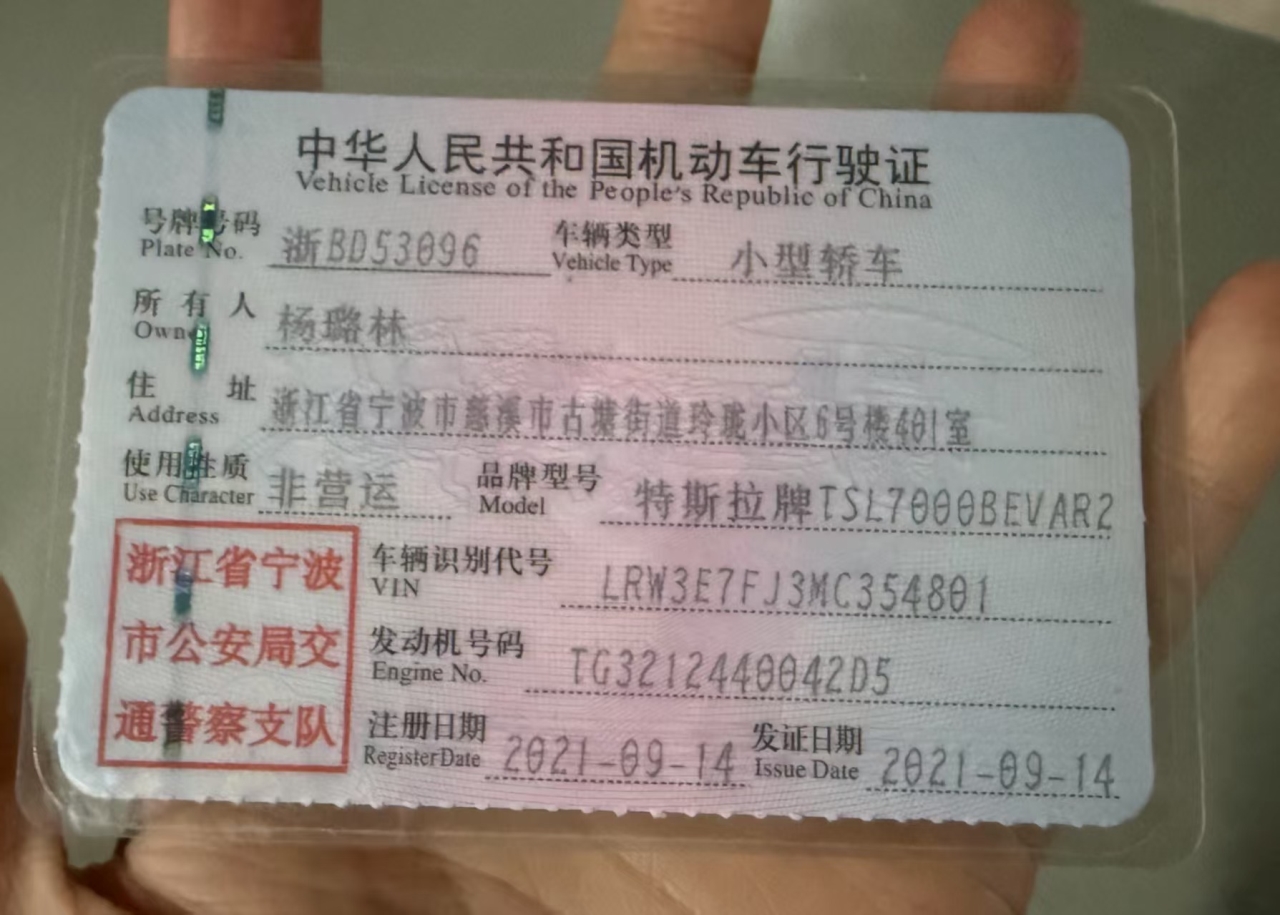 中华人民共和国机动车行驶证
Vehicle License of the People's Republic of China
号牌号码 浙BD53096 车辆类型 小型轿车
Plate No. Vehicle Type
所有人 杨璐林
Owner
住址 浙江省宁波市慈溪市古塘街道玲珑小区6号楼401室
Address
使用性质 非营运 品牌型号 特斯拉牌TSL7000BEVAR2
Use Character Model
浙江省宁波
市公安局交
通警察支队
车辆识别代号 LRW3E7FJ3MC354801
VIN
发动机号码 TG3212440042D5
Engine No.
注册日期 2021-09-14 发证日期 2021-09-14
Register Date Issue Date